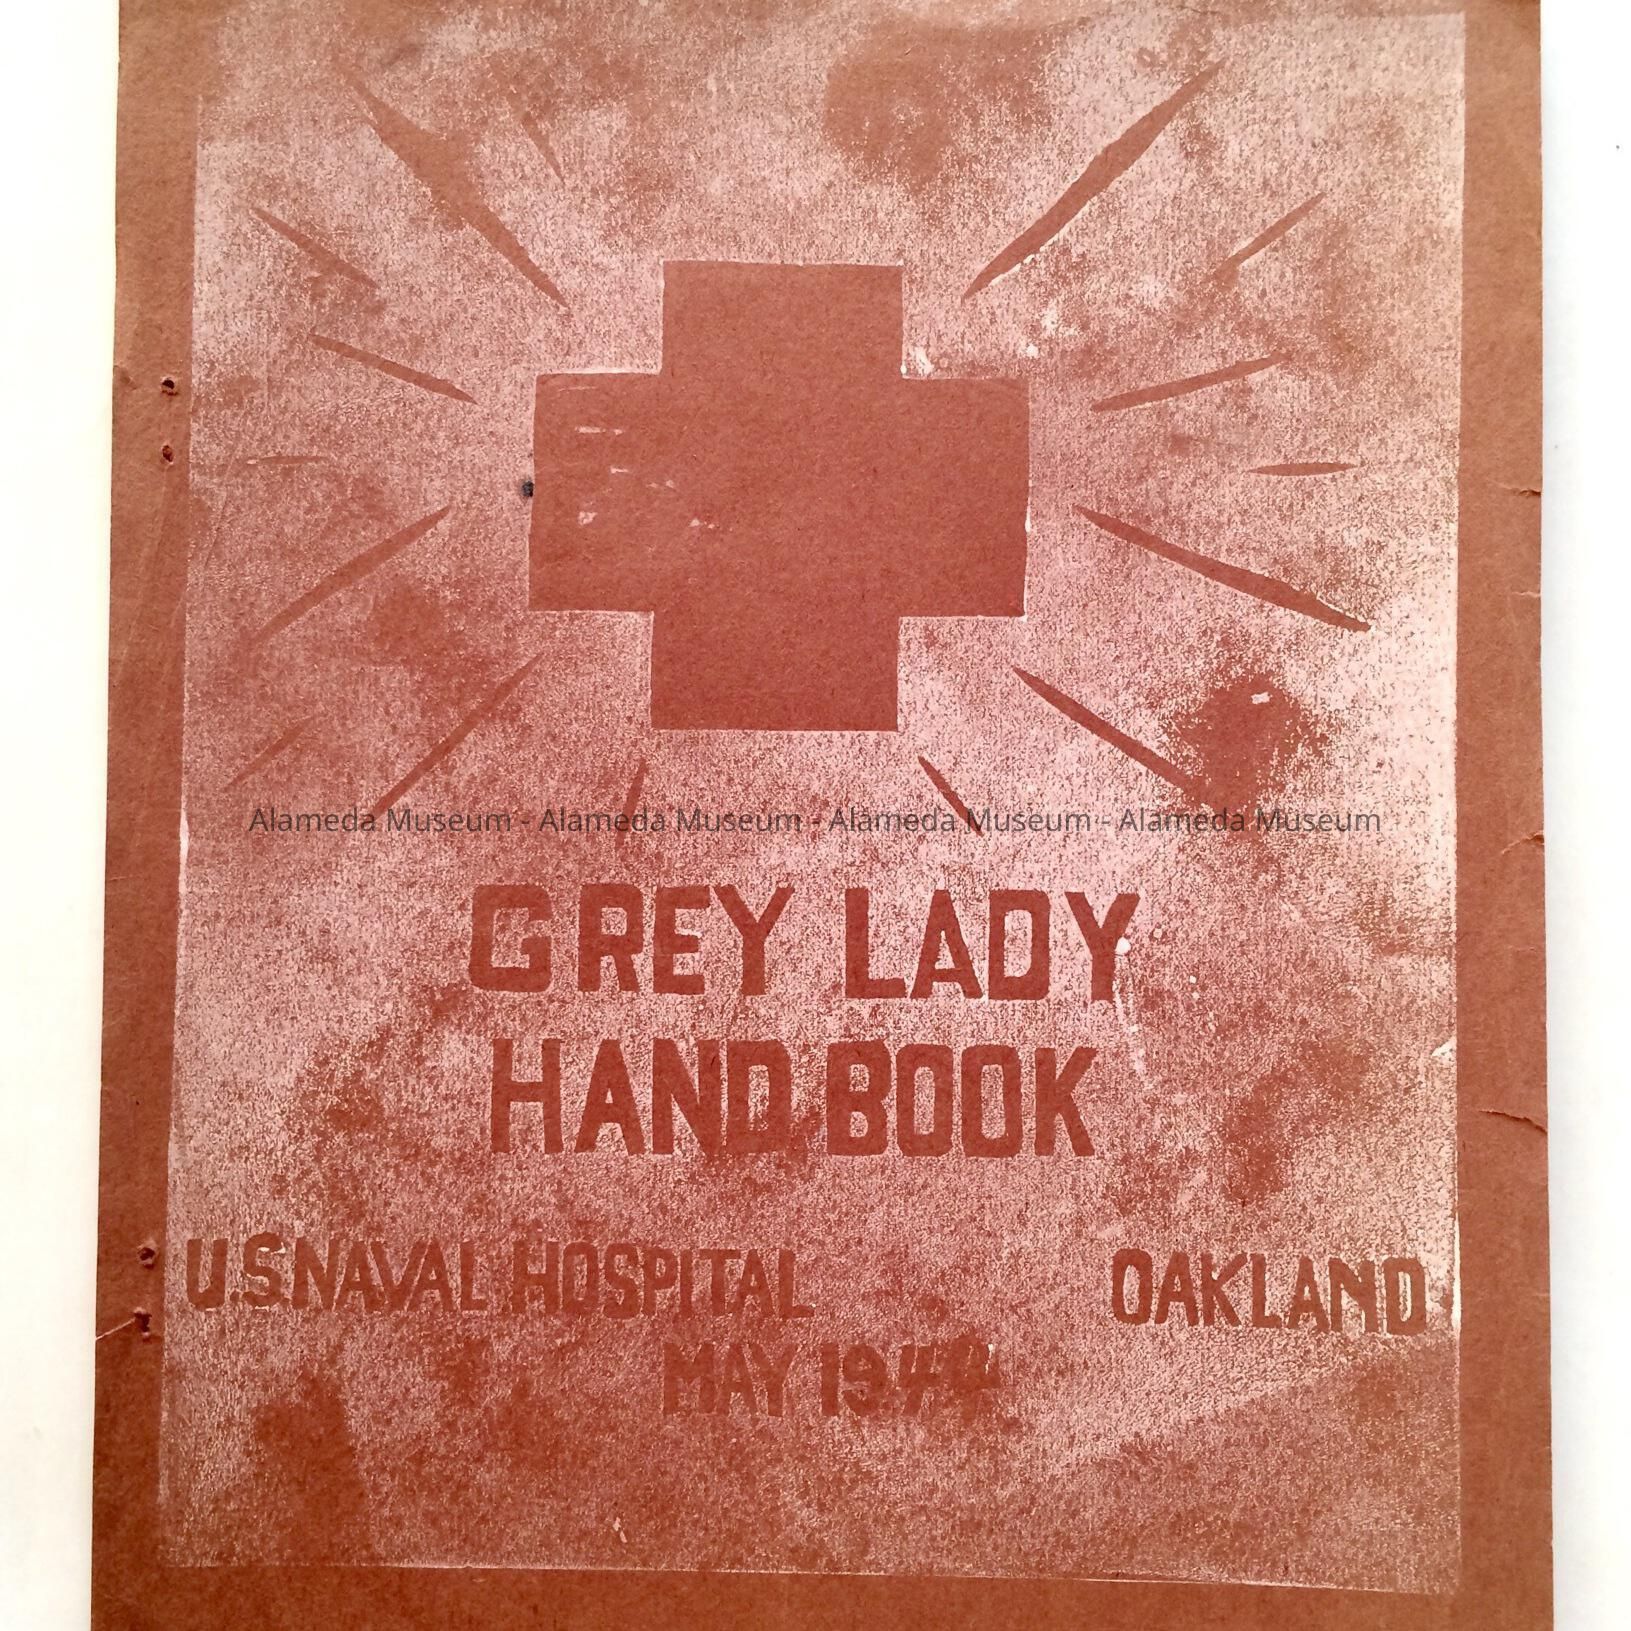 Alameda Museum - Alameda Museum - Alameda Museum - Alameda Museum
GREY LADY
HAND BOOK
U.S. NAVAL HOSPITAL OAKLAND
MAY 1944